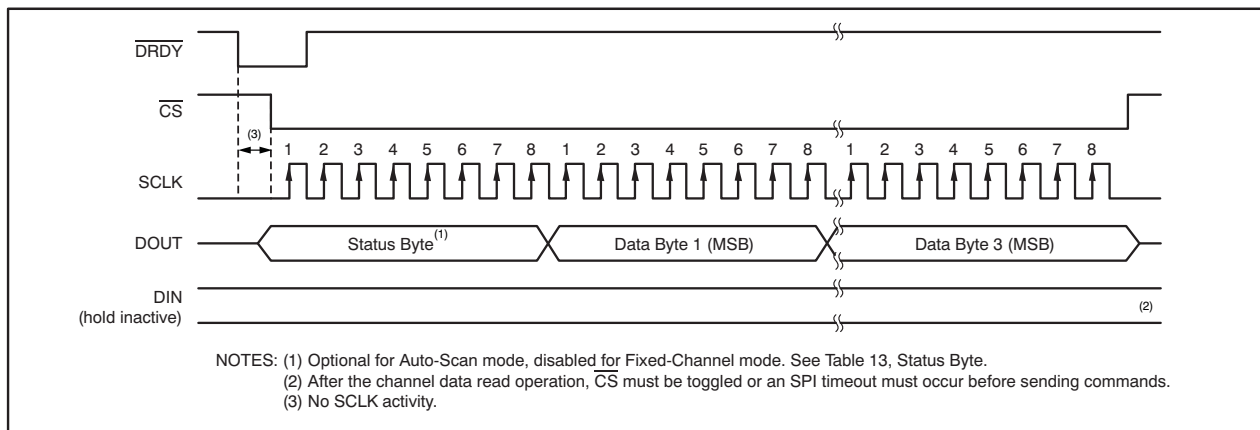 DRDY
CS
(3)
1 2 3 4 5 6 7 8 1 2 3 4 5 6 7 8 1 2 3 4 5 6 7 8
SCLK
DOUT Status Byte(1) Data Byte 1 (MSB) Data Byte 3 (MSB)
DIN
(hold inactive)
(2)
NOTES: (1) Optional for Auto-Scan mode, disabled for Fixed-Channel mode. See Table 13, Status Byte.
(2) After the channel data read operation, CS must be toggled or an SPI timeout must occur before sending commands.
(3) No SCLK activity.